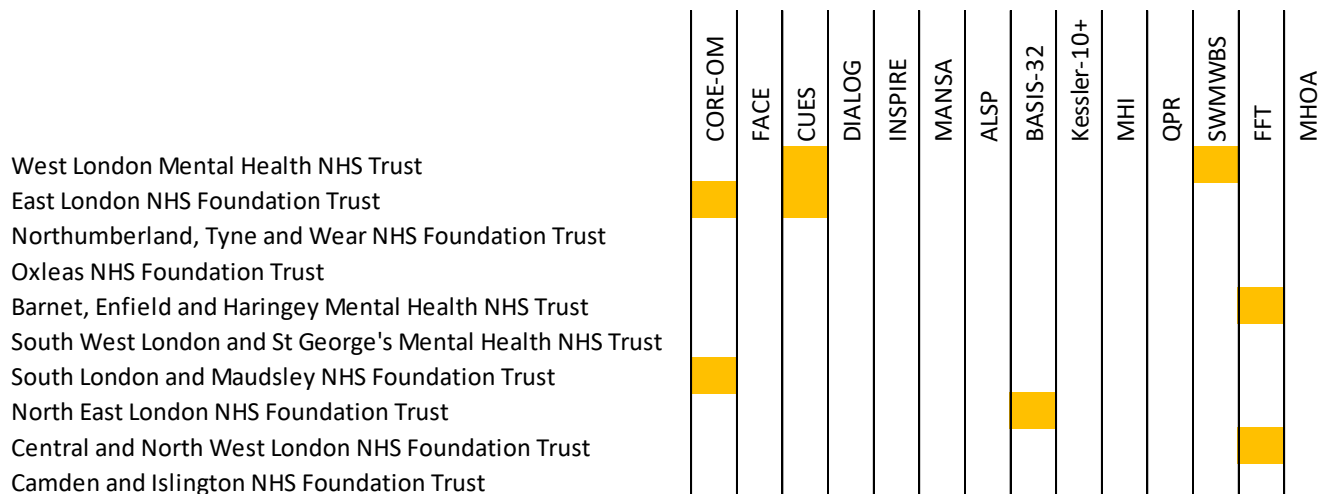 CORE-OM
FACE
CUES
DIALOG
INSPIRE
MANSA
ALSP
BASIS-32
Kessler-10+
MHI
QPR
SWMWBS
FFT
MHOA
West London Mental Health NHS Trust
East London NHS Foundation Trust
Northumberland, Tyne and Wear NHS Foundation Trust
Oxleas NHS Foundation Trust
Barnet, Enfield and Haringey Mental Health NHS Trust
South West London and St George's Mental Health NHS Trust
South London and Maudsley NHS Foundation Trust
North East London NHS Foundation Trust
Central and North West London NHS Foundation Trust
Camden and Islington NHS Foundation Trust